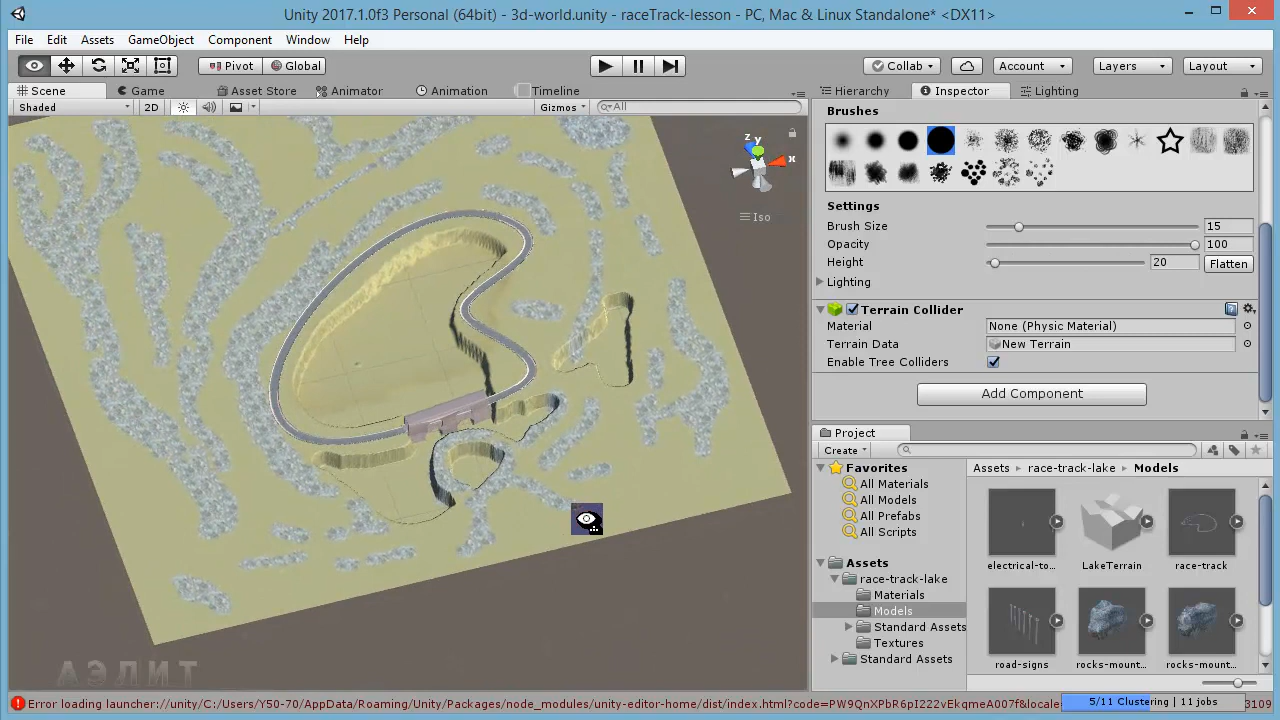 Unity 2017.1.0f3 Personal (64bit) - 3d-world.unity - raceTrack-lesson - PC, Mac & Linux Standalone* <DX11>
File Edit Assets GameObject Component Window Help
Pivot Global Collab Account Layers Layout
Scene Game Asset Store Animator Animation Timeline
Shaded 2D Gizmos All
z y
x
Iso
АЭДИТ
Hierarchy Inspector Lighting
Brushes
Settings
Brush Size 15
Opacity 100
Height 20 Flatten
Lighting
Terrain Collider
Material None (Physic Material)
Terrain Data New Terrain
Enable Tree Colliders
Add Component
Project
Create
Favorites
All Materials
All Models
All Prefabs
All Scripts
Assets
race-track-lake
Materials
Models
Standard Assets
Textures
Standard Assets
Assets race-track-lake Models
electrical-to... LakeTerrain race-track
road-signs rocks-mount... rocks-mount...
Error loading launcher://unity/C:/Users/Y50-70/AppData/Roaming/Unity/Packages/node_modules/unity-editor-home/dist/index.html?code=PW9QnXPbR6pI222vEkqmeA007f&locale
5/11 Clustering | 11 jobs
3109